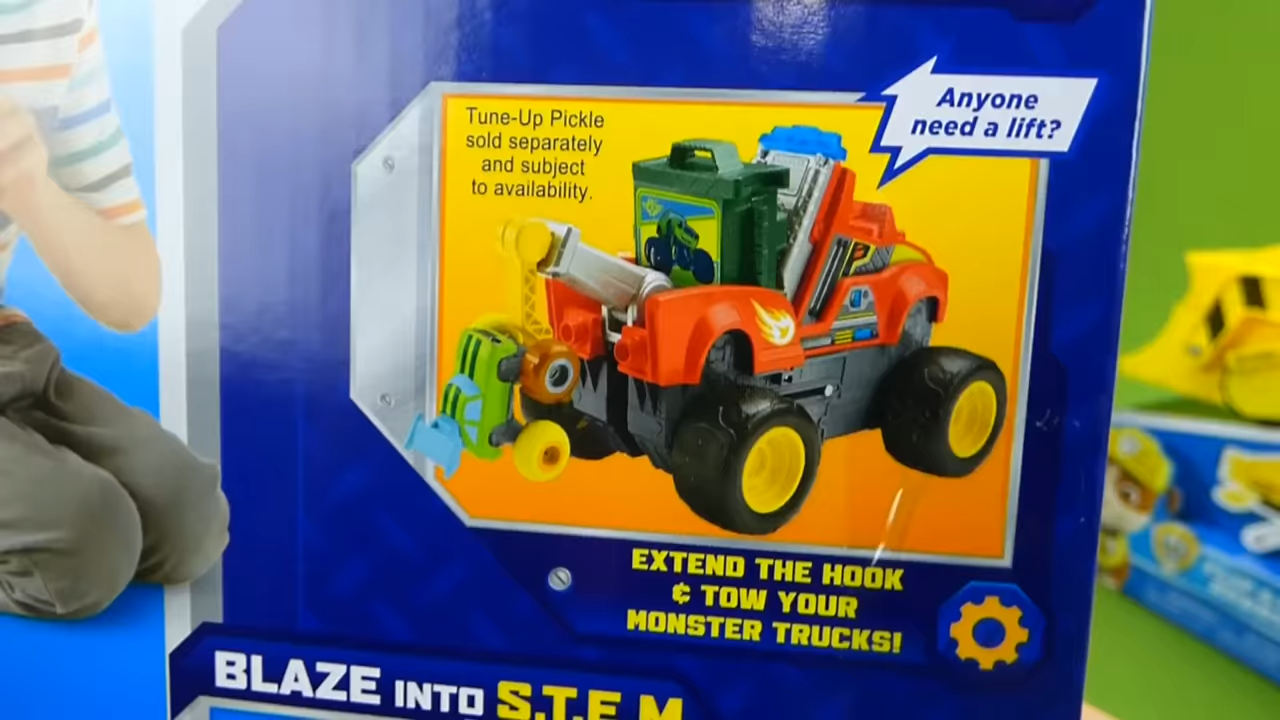 Tune-Up Pickle
sold separately
and subject
to availability.
Anyone
need a lift?
EXTEND THE HOOK
& TOW YOUR
MONSTER TRUCKS!
BLAZE INTO S.T.E.M